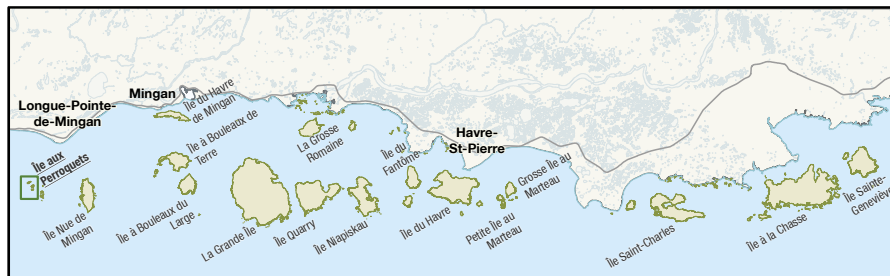 Longue-Pointe-
de-Mingan
Mingan
Île du Havre
de Mingan
Île à Bouleaux de
Terre
La Grosse
Romaine
Île du
Fantôme
Havre-
St-Pierre
Grosse Île au
Marteau
Île aux
Perroquets
Île Nue de
Mingan
Île à Bouleaux du
Large
La Grande Île
Île Quarry
Île Niapiskau
Île du Havre
Petite Île au
Marteau
Île Saint-Charles
Île à la Chasse
Île Sainte-
Geneviève